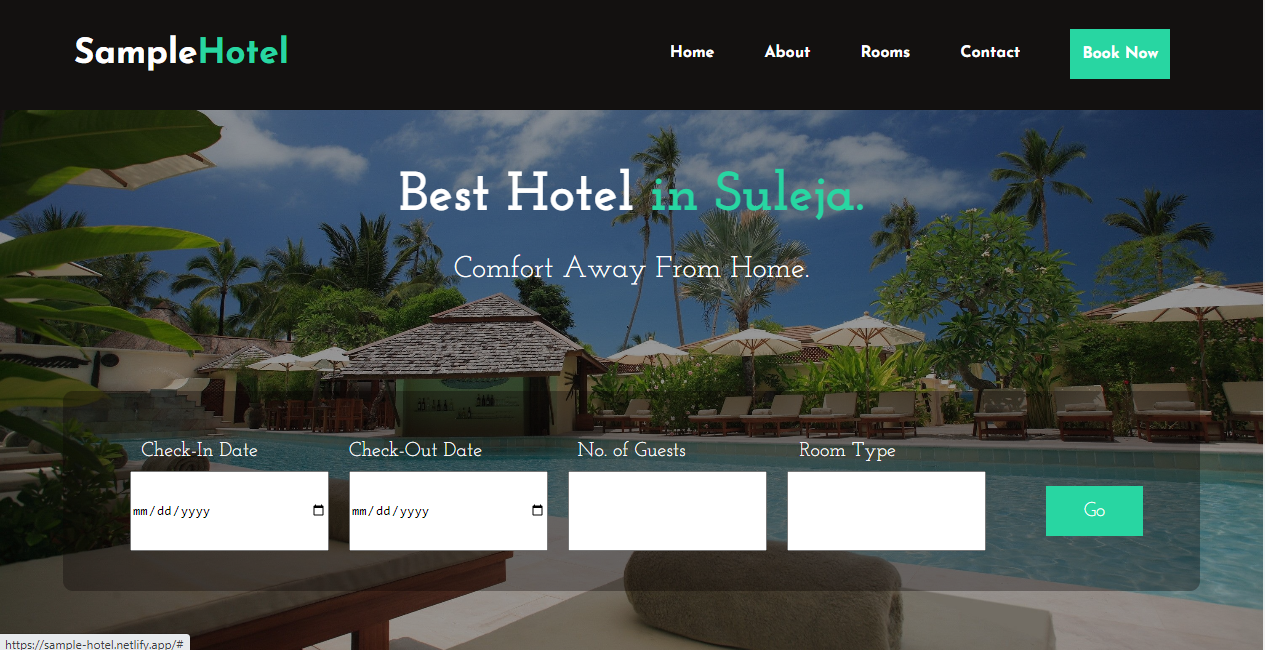 SampleHotel
Home About Rooms Contact Book Now
Best Hotel in Suleja.
Comfort Away From Home.
Check-In Date Check-Out Date No. of Guests Room Type
mm/dd/yyyy mm/dd/yyyy Go
https://sample-hotel.netlify.app/#